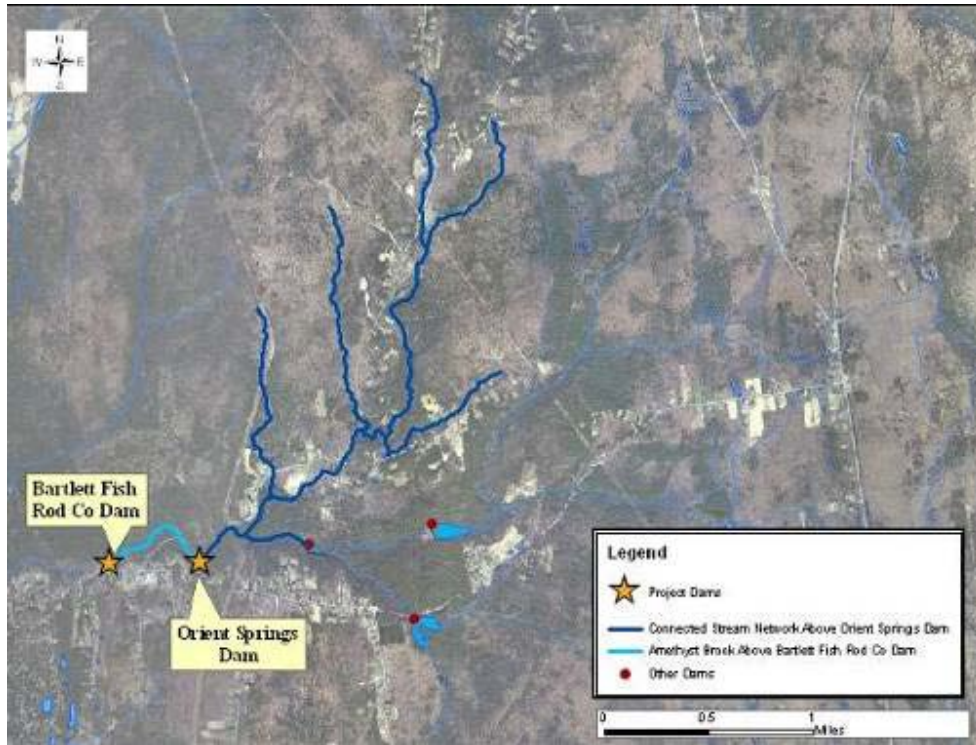 N
W E
S
Bartlett Fish
Rod Co Dam
Orient Springs
Dam
Legend
Project Dams
Connected Stream Network Above Orient Springs Dam
Amethyst Brook Above Bartlett Fish Rod Co Dam
Other Dams
0 0.5 1
Miles